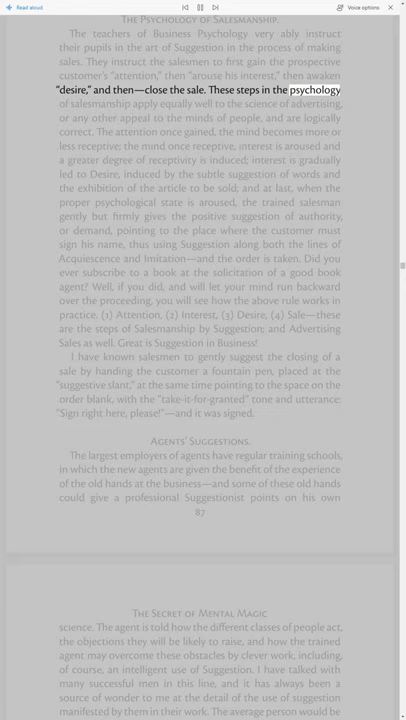 Read aloud
Voice options
The Psychology of Salesmanship.
The teachers of Business Psychology very ably instruct
their pupils in the art of Suggestion in the process of making
sales. They instruct the salesmen to first gain the prospective
customer's "attention," then "arouse his interest," then awaken
"desire," and then—close the sale. These steps in the psychology
of salesmanship apply equally well to the science of advertising,
or any other appeal to the minds of people, and are logically
correct. The attention once gained, the mind becomes more or
less receptive; the mind once receptive, interest is aroused and
a greater degree of receptivity is induced; interest is gradually
led to Desire, induced by the subtle suggestion of words and
the exhibition of the article to be sold; and at last, when the
proper psychological state is aroused, the trained salesman
gently but firmly gives the positive suggestion of authority,
or demand, pointing to the place where the customer must
sign his name, thus using Suggestion along both the lines of
Acquiescence and Imitation—and the order is taken. Did you
ever subscribe to a book at the solicitation of a good book
agent? Well, if you did, and will let your mind run backward
over the proceeding, you will see how the above rule works in
practice. (1) Attention, (2) Interest, (3) Desire, (4) Sale—these
are the steps of Salesmanship by Suggestion; and Advertising
Sales as well. Great is Suggestion in Business!
I have known salesmen to gently suggest the closing of a
sale by handing the customer a fountain pen, placed at the
"suggestive slant," at the same time pointing to the space on the
order blank, with the "take-it-for-granted" tone and utterance:
"Sign right here, please!"—and it was signed.
Agents' Suggestions.
The largest employers of agents have regular training schools,
in which the new agents are given the benefit of the experience
of the old hands at the business—and some of these old hands
could give a professional Suggestionist points on his own
87
The Secret of Mental Magic
science. The agent is told how the different classes of people act,
the objections they will be likely to raise, and how the trained
agent may overcome these obstacles by clever work, including,
of course, an intelligent use of Suggestion. I have talked with
many successful men in this line, and it has always been a
source of wonder to me at the detail of the use of suggestion
manifested by them in their work. The average person would be